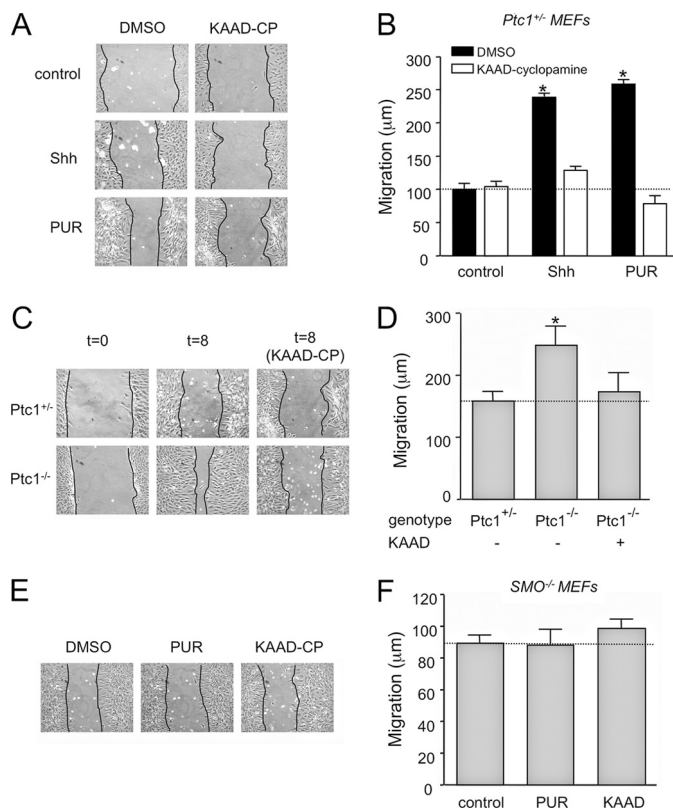 A
DMSO KAAD-CP
control
Shh
PUR
B
Ptc1+/- MEFs
DMSO
KAAD-cyclopamine
Migration (µm)
300
250
200
150
100
50
0
* *
control Shh PUR
C
t=0 t=8 t=8
(KAAD-CP)
Ptc1+/-
Ptc1-/-
D
Migration (µm)
300
200
100
0
*
genotype Ptc1+/- Ptc1-/- Ptc1-/-
KAAD - - +
E
DMSO PUR KAAD-CP
F
SMO-/- MEFs
Migration (µm)
120
100
80
60
40
20
0
control PUR KAAD